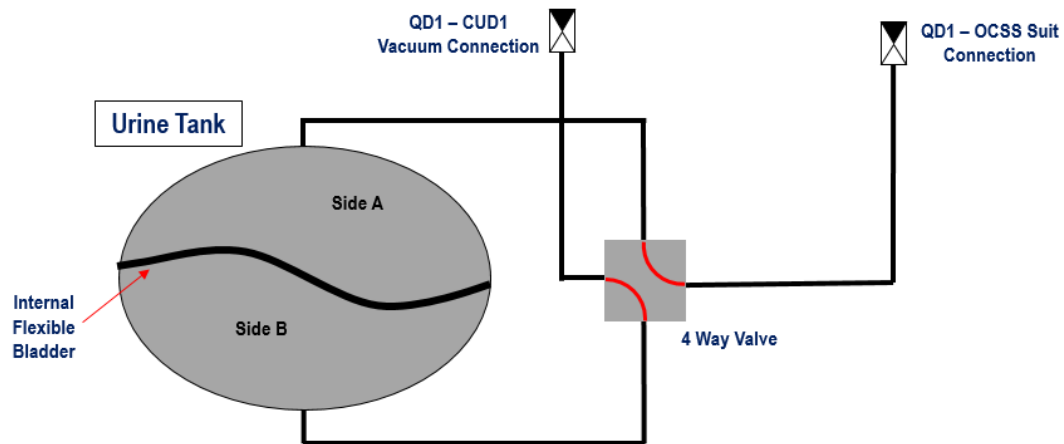 QD1 – CUD1
Vacuum Connection
QD1 – OCSS Suit
Connection
Urine Tank
Side A
Internal
Flexible
Bladder
Side B
4 Way Valve